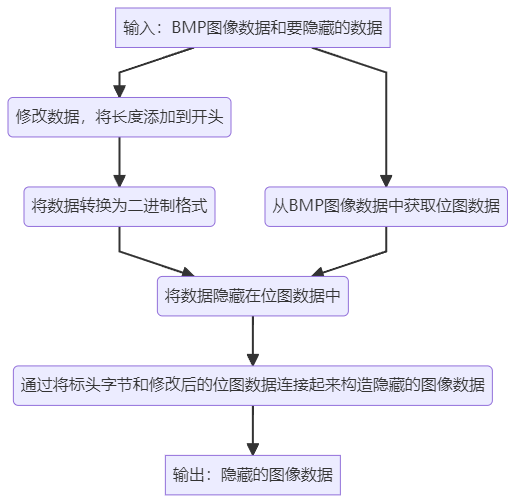 输入：BMP图像数据和要隐藏的数据
修改数据，将长度添加到开头
将数据转换为二进制格式
从BMP图像数据中获取位图数据
将数据隐藏在位图数据中
通过将标头字节和修改后的位图数据连接起来构造隐藏的图像数据
输出：隐藏的图像数据